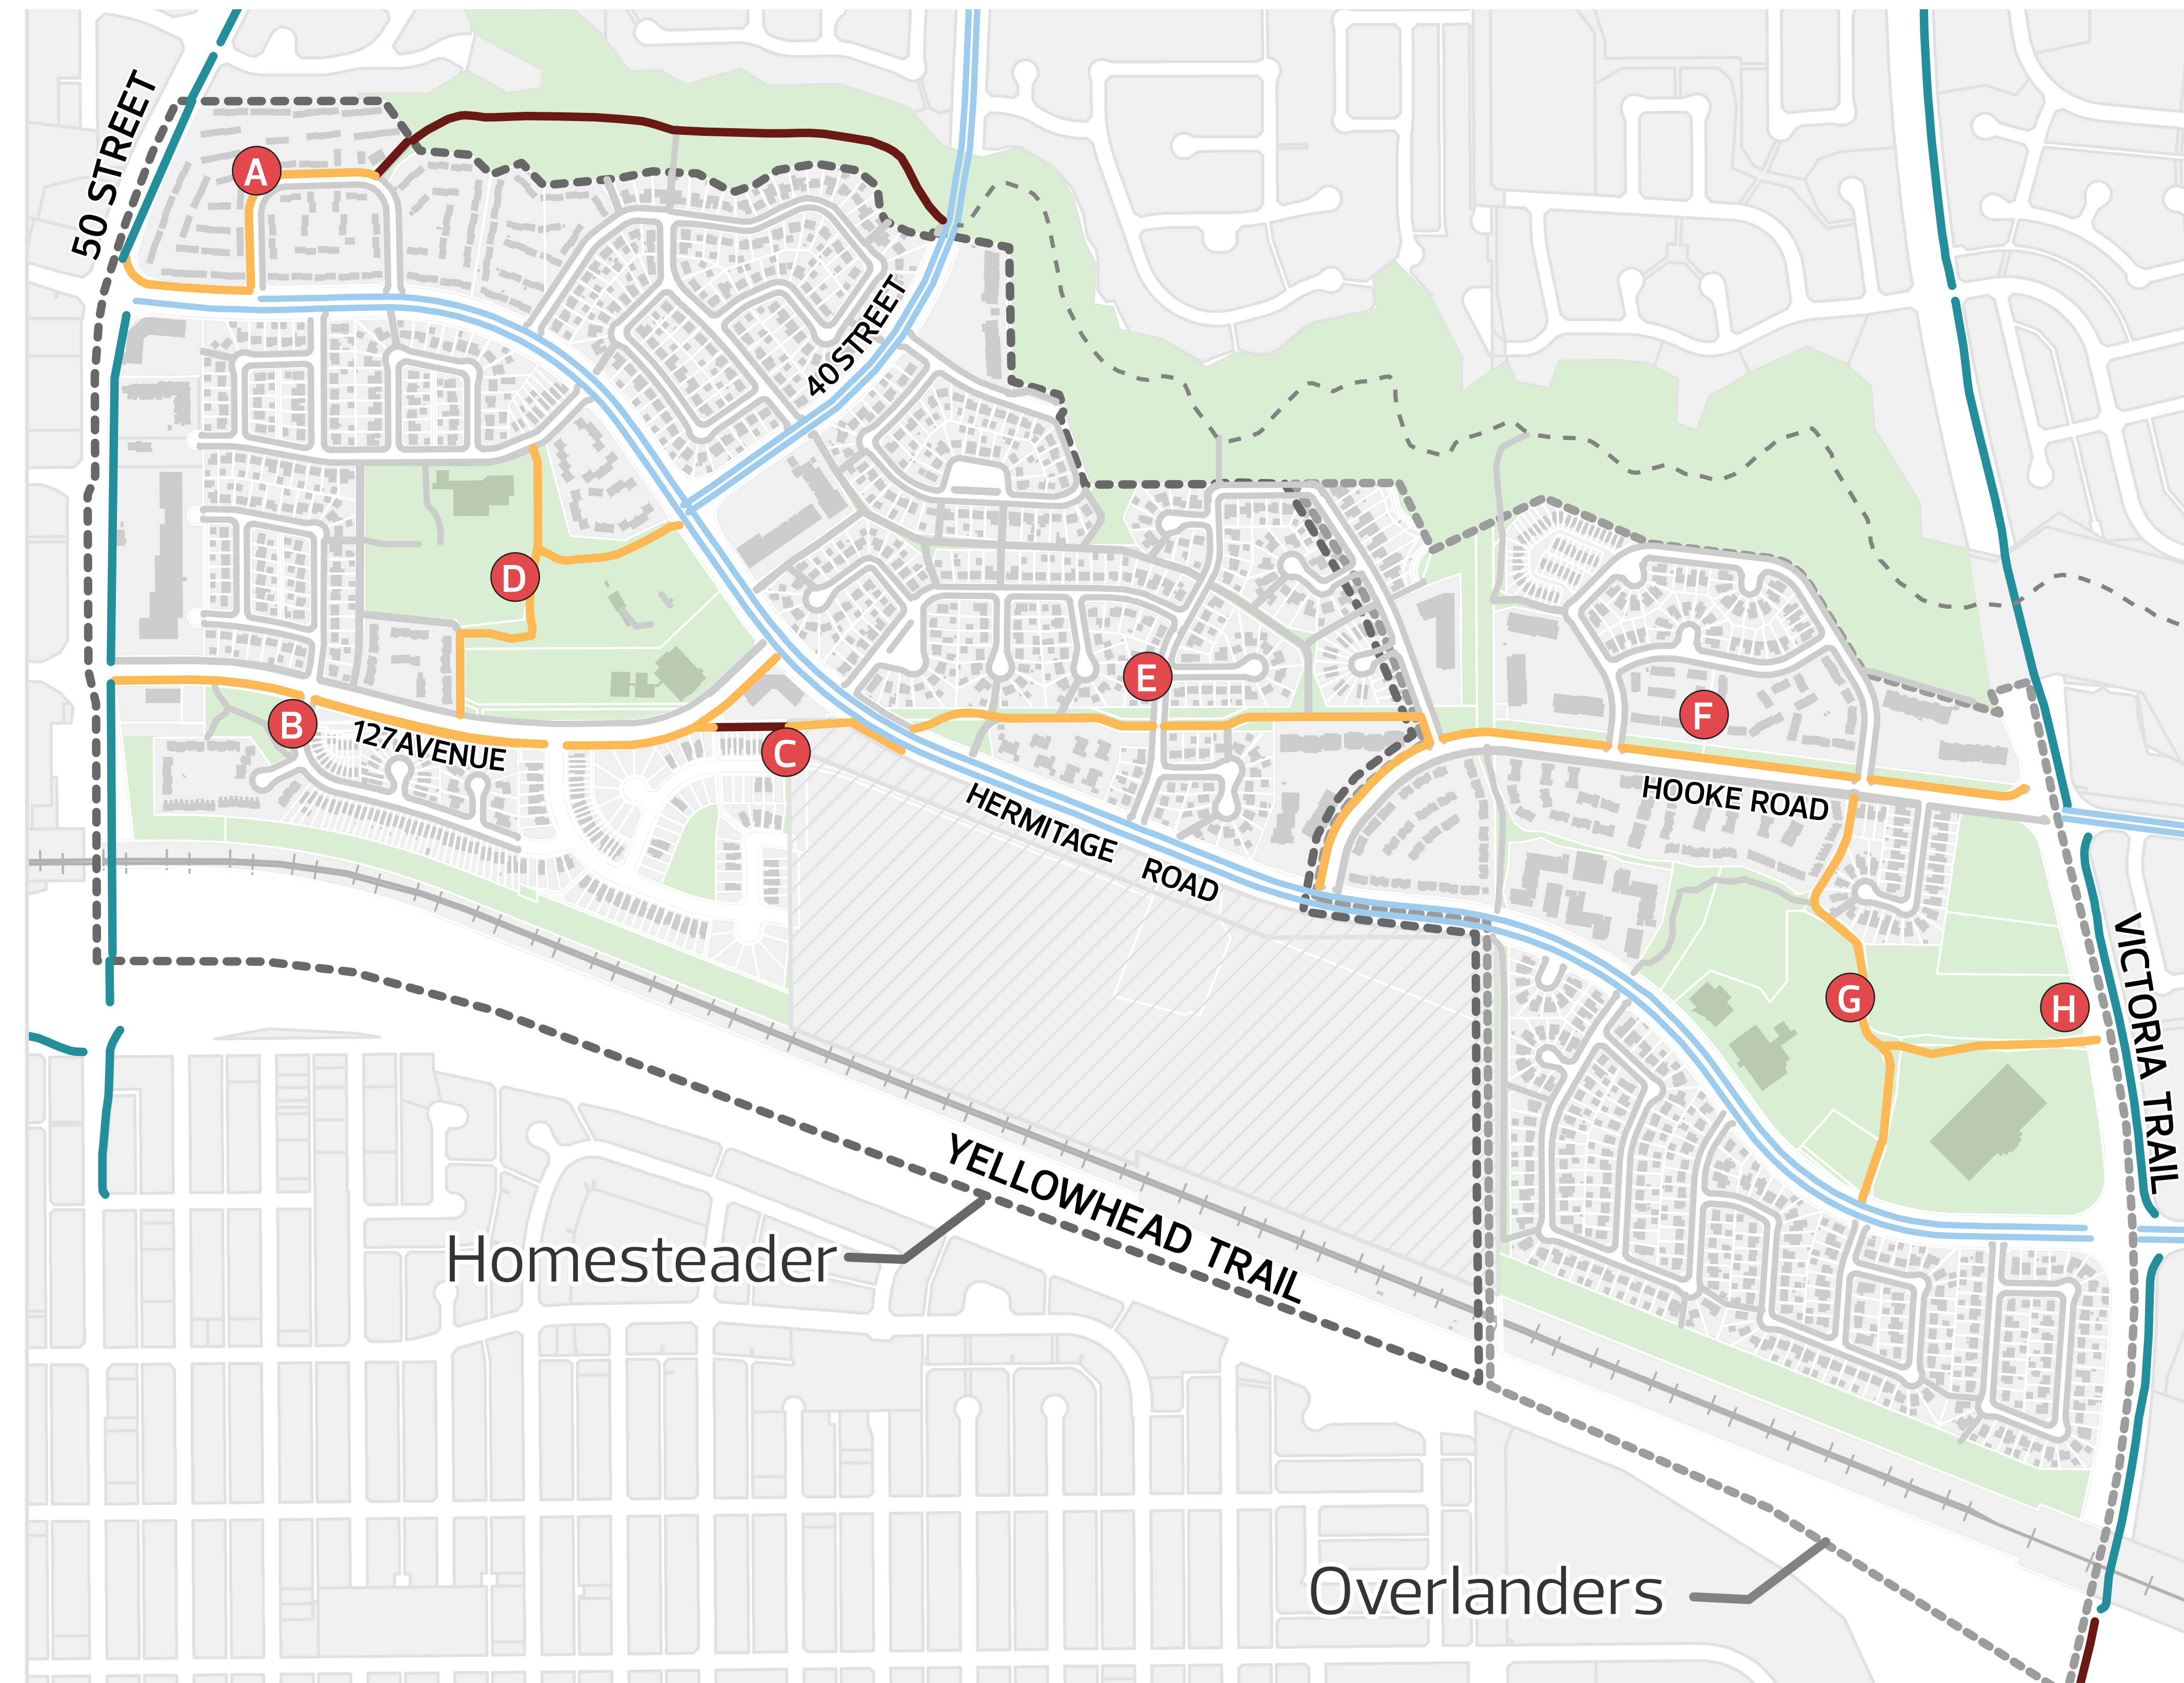 50 STREET
A
40 STREET
D
E
B
127 AVENUE
C
F
HOOKE ROAD
HERMITAGE ROAD
G
H
VICTORIA TRAIL
YELLOWHEAD TRAIL
Homesteader
Overlanders